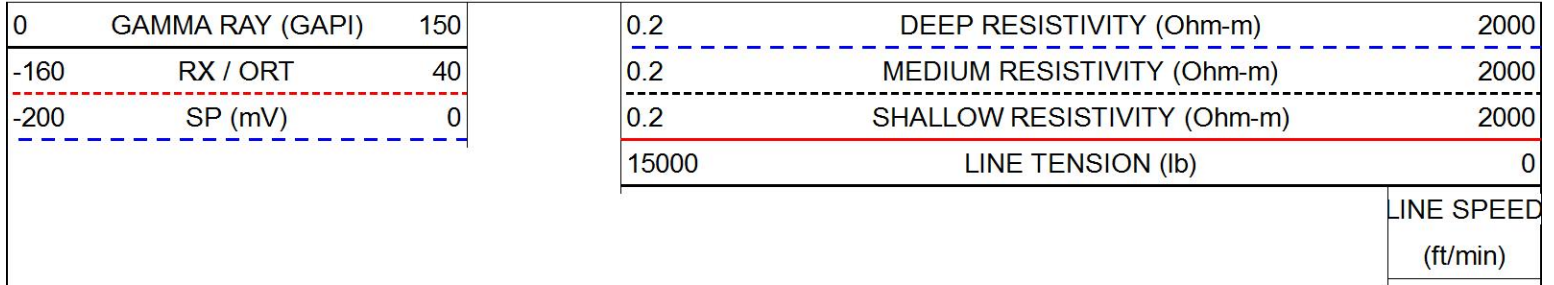 0 GAMMA RAY (GAPI) 150
-160 RX / ORT 40
-200 SP (mV) 0
0.2 DEEP RESISTIVITY (Ohm-m) 2000
0.2 MEDIUM RESISTIVITY (Ohm-m) 2000
0.2 SHALLOW RESISTIVITY (Ohm-m) 2000
15000 LINE TENSION (lb) 0
LINE SPEED
(ft/min)